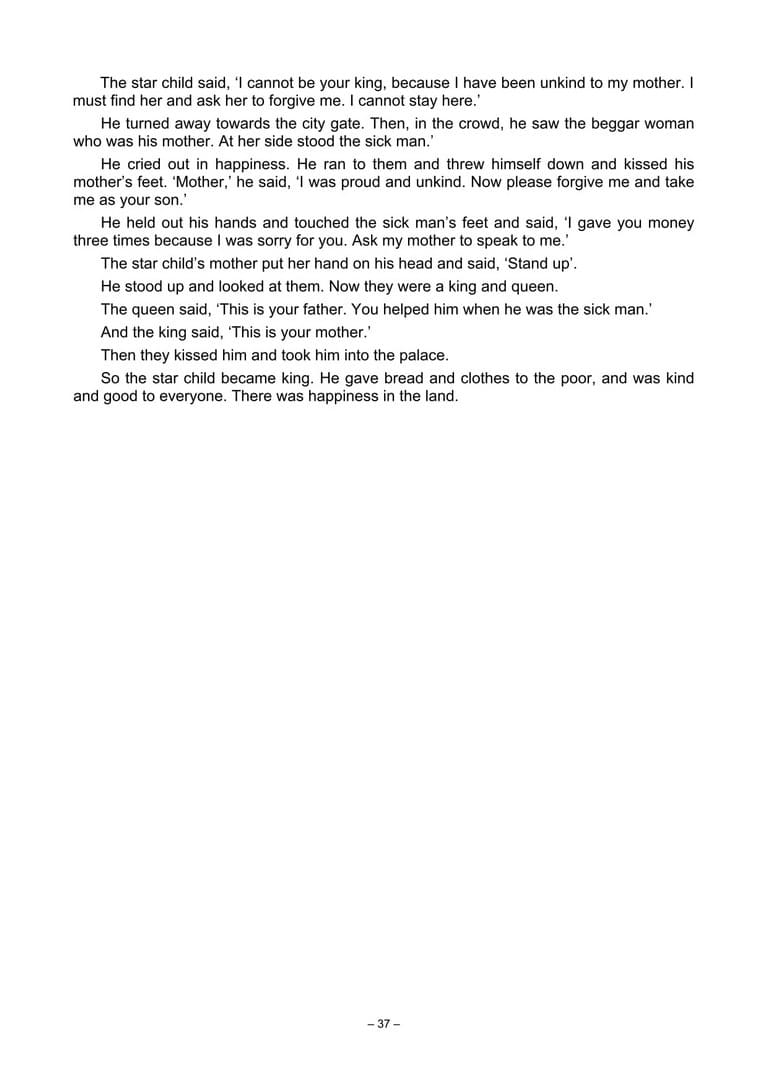 The star child said, ‘I cannot be your king, because I have been unkind to my mother. I
must find her and ask her to forgive me. I cannot stay here.’
He turned away towards the city gate. Then, in the crowd, he saw the beggar woman
who was his mother. At her side stood the sick man.’
He cried out in happiness. He ran to them and threw himself down and kissed his
mother’s feet. ‘Mother,’ he said, ‘I was proud and unkind. Now please forgive me and take
me as your son.’
He held out his hands and touched the sick man’s feet and said, ‘I gave you money
three times because I was sorry for you. Ask my mother to speak to me.’
The star child’s mother put her hand on his head and said, ‘Stand up’.
He stood up and looked at them. Now they were a king and queen.
The queen said, ‘This is your father. You helped him when he was the sick man.’
And the king said, ‘This is your mother.’
Then they kissed him and took him into the palace.
So the star child became king. He gave bread and clothes to the poor, and was kind
and good to everyone. There was happiness in the land.
– 37 –